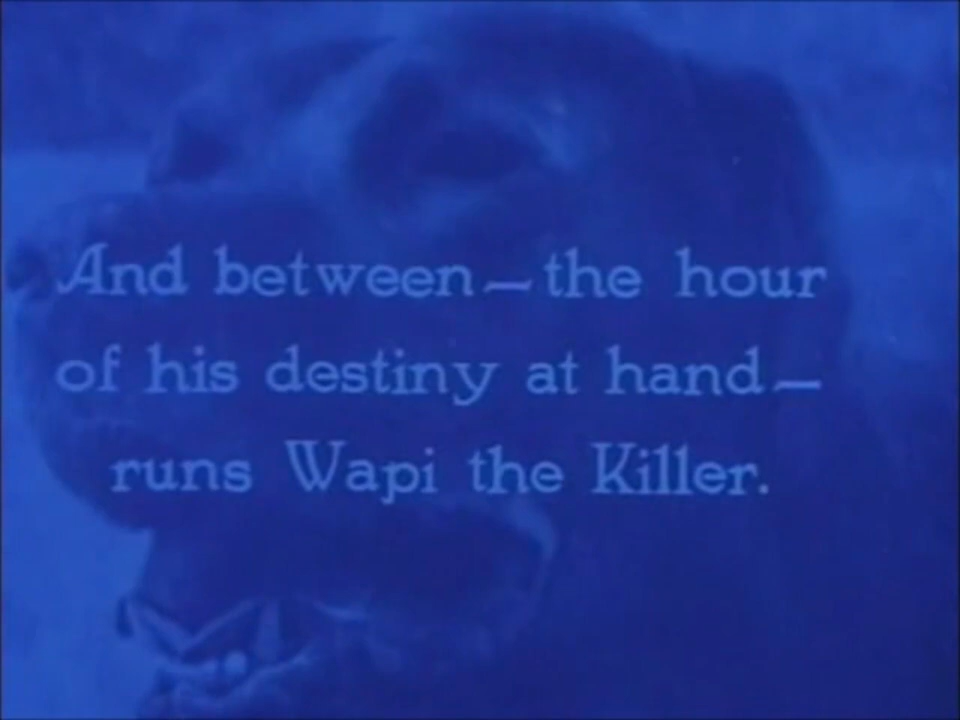 And between—the hour
of his destiny at hand—
runs Wapi the Killer.